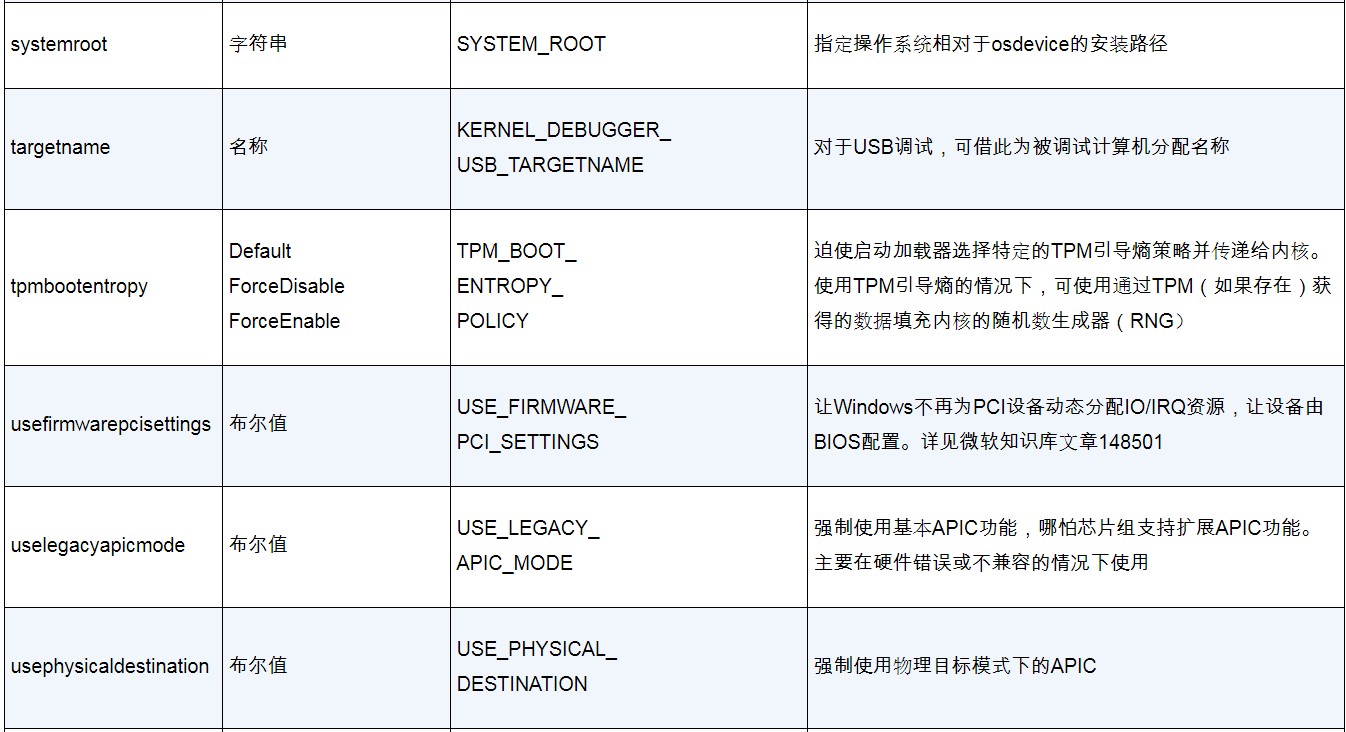 systemroot
字符串
SYSTEM_ROOT
指定操作系统相对于osdevice的安装路径
targetname
名称
KERNEL_DEBUGGER_
USB_TARGETNAME
对于USB调试，可借此为被调试计算机分配名称
tpmbootentropy
Default
ForceDisable
ForceEnable
TPM_BOOT_
ENTROPY_
POLICY
迫使启动加载器选择特定的TPM引导熵策略并传递给内核。
使用TPM引导熵的情况下，可使用通过TPM（如果存在）获
得的数据填充内核的随机数生成器（RNG）
usefirmwarepcisettings
布尔值
USE_FIRMWARE_
PCI_SETTINGS
让Windows不再为PCI设备动态分配IO/IRQ资源，让设备由
BIOS配置。详见微软知识库文章148501
uselegacyapicmode
布尔值
USE_LEGACY_
APIC_MODE
强制使用基本APIC功能，哪怕芯片组支持扩展APIC功能。
主要在硬件错误或不兼容的情况下使用
usephysicaldestination
布尔值
USE_PHYSICAL_
DESTINATION
强制使用物理目标模式下的APIC